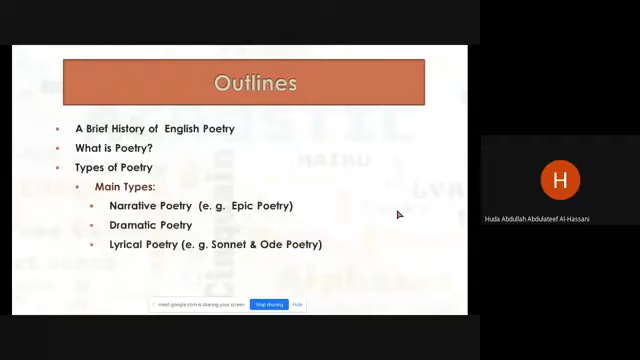 Outlines
A Brief History of English Poetry
What is Poetry?
Types of Poetry
Main Types:
Narrative Poetry (e. g. Epic Poetry)
Dramatic Poetry
Lyrical Poetry (e. g. Sonnet & Ode Poetry)
meet.google.com is sharing your screen
Stop sharing
Hide
H
Huda Abdullah Abdulateef Al-Hassani
HAIKU
Cinquain